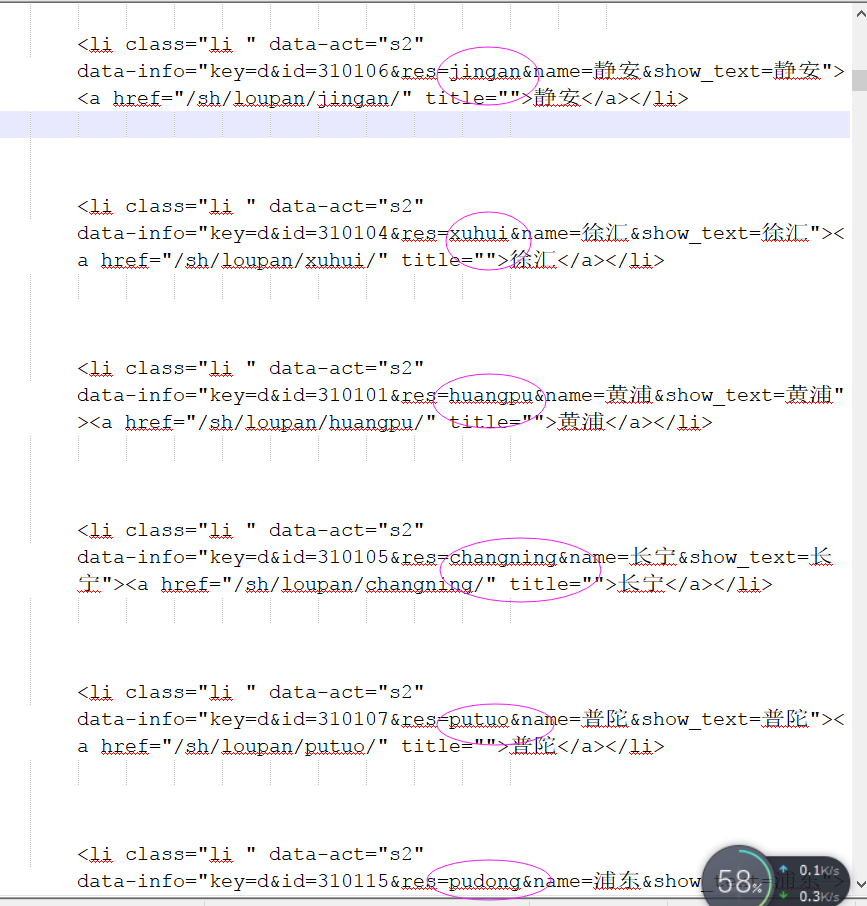 <li class="li " data-act="s2"
data-info="key=d&id=310106&res=jingan&name=静安&show_text=静安">
<a href="/sh/loupan/jingan/" title="">静安</a></li>
<li class="li " data-act="s2"
data-info="key=d&id=310104&res=xuhui&name=徐汇&show_text=徐汇"><
a href="/sh/loupan/xuhui/" title="">徐汇</a></li>
<li class="li " data-act="s2"
data-info="key=d&id=310101&res=huangpu&name=黄浦&show_text=黄浦"
><a href="/sh/loupan/huangpu/" title="">黄浦</a></li>
<li class="li " data-act="s2"
data-info="key=d&id=310105&res=changning&name=长宁&show_text=长
宁"><a href="/sh/loupan/changning/" title="">长宁</a></li>
<li class="li " data-act="s2"
data-info="key=d&id=310107&res=putuo&name=普陀&show_text=普陀"><
a href="/sh/loupan/putuo/" title="">普陀</a></li>
<li class="li " data-act="s2"
data-info="key=d&id=310115&res=pudong&name=浦东&show_
58%
0.1K/s
0.3K/s